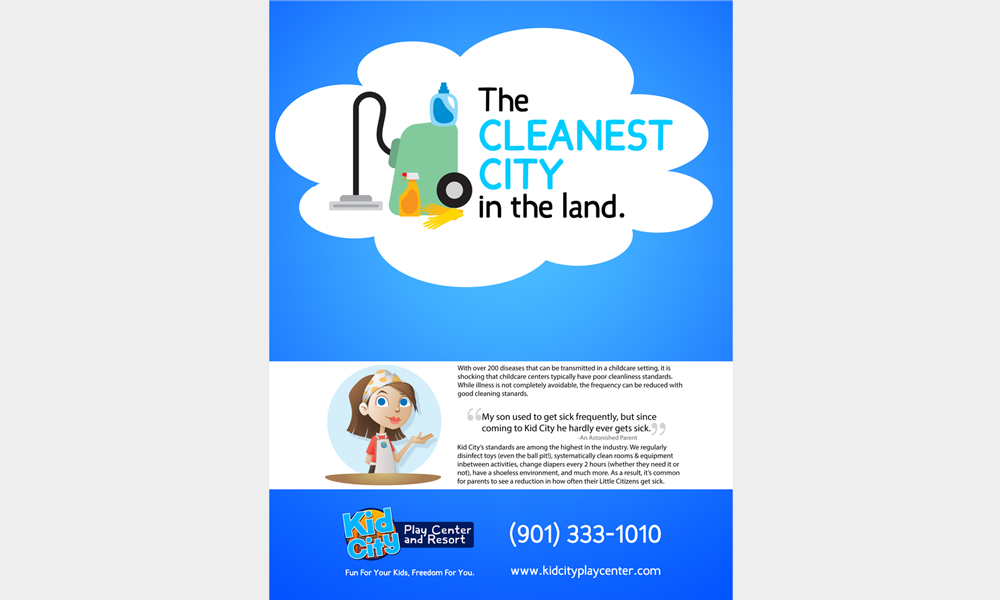 The
CLEANEST
CITY
in the land.
With over 200 diseases that can be transmitted in a childcare setting, it is
shocking that childcare centers typically have poor cleanliness standards.
While illness is not completely avoidable, the frequency can be reduced with
good cleaning stanards.
“My son used to get sick frequently, but since
coming to Kid City he hardly ever gets sick.”
-An Astonished Parent
Kid City's standards are among the highest in the industry. We regularly
disinfect toys (even the ball pit!), systematically clean rooms & equipment
inbetween activities, change diapers every 2 hours (whether they need it or
not), have a shoeless environment, and much more. As a result, it's common
for parents to see a reduction in how often their Little Citizens get sick.
Kid
City
Play Center
and Resort
Fun For Your Kids, Freedom For You.
(901) 333-1010
www.kidcityplaycenter.com